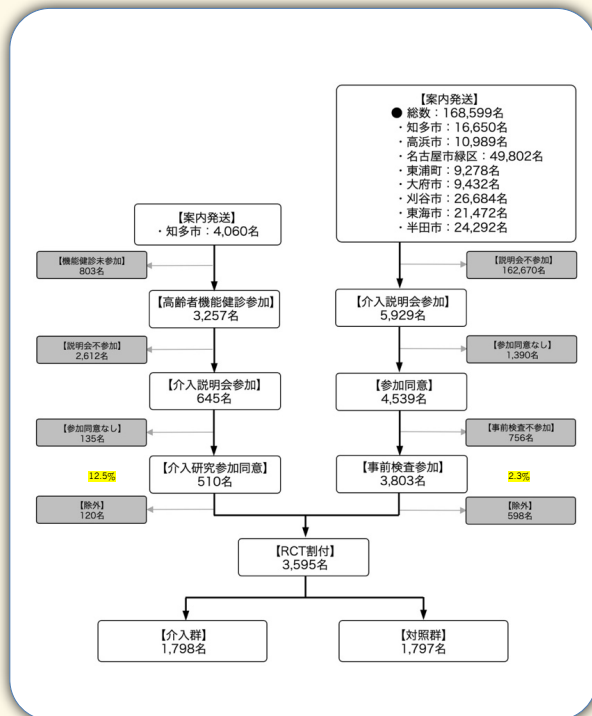 【案内発送】
● 総数：168,599名
・知多市：16,650名
・高浜市：10,989名
・名古屋市緑区：49,802名
・東浦町：9,278名
・大府市：9,432名
・刈谷市：26,684名
・東海市：21,472名
・半田市：24,292名
【案内発送】
・知多市：4,060名
【機能健診未参加】
803名
【説明会不参加】
162,670名
【高齢者機能健診参加】
3,257名
【介入説明会参加】
5,929名
【説明会不参加】
2,612名
【参加同意なし】
1,390名
【介入説明会参加】
645名
【参加同意】
4,539名
【参加同意なし】
135名
【事前検査不参加】
756名
12.5%
【介入研究参加同意】
510名
【事前検査参加】
3,803名
2.3%
【除外】
120名
【除外】
598名
【RCT割付】
3,595名
【介入群】
1,798名
【対照群】
1,797名